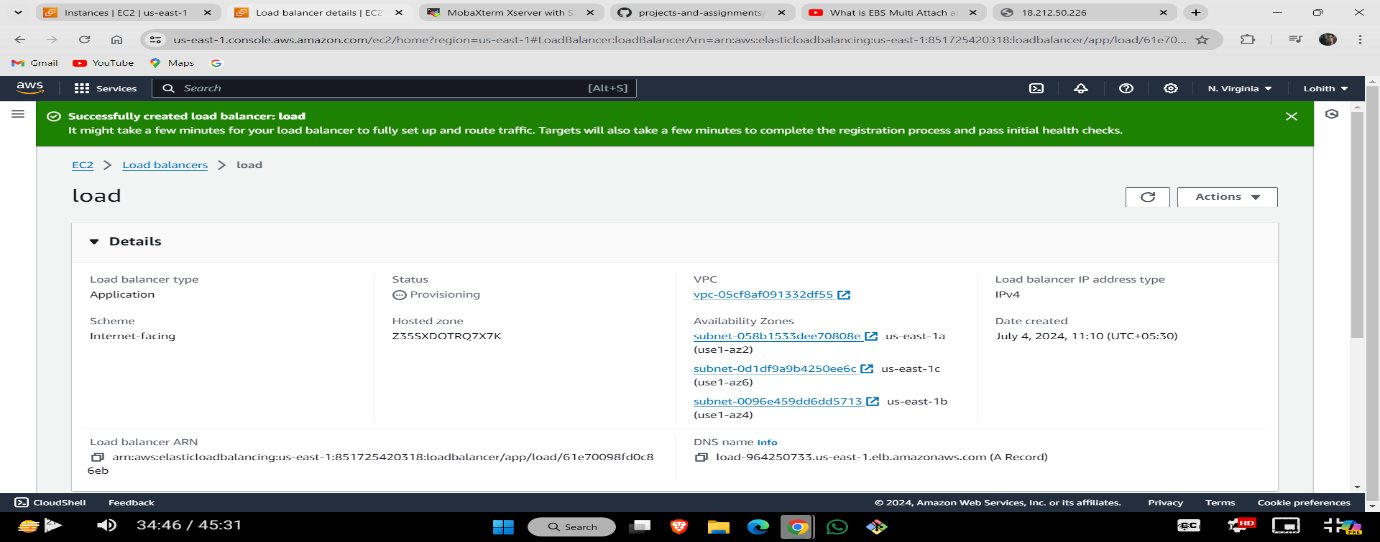 Instances | EC2 | us-east-1
Load balancer details | EC2
MobaXterm Xserver with S
projects-and-assignments/
What is EBS Multi Attach a
18.212.50.226
us-east-1.console.aws.amazon.com/ec2/home?region=us-east-1#LoadBalancer:loadBalancerArn=arn:aws:elasticloadbalancing:us-east-1:851725420318:loadbalancer/app/load/61e70...
Gmail YouTube Maps
aws Services Search [Alt+S] N. Virginia Lohith
Successfully created load balancer: load
It might take a few minutes for your load balancer to fully set up and route traffic. Targets will also take a few minutes to complete the registration process and pass initial health checks.
EC2 > Load balancers > load
load
Actions
Details
Load balancer type
Application
Status
Provisioning
VPC
vpc-05cf8af091332df55
Load balancer IP address type
IPv4
Scheme
Internet-facing
Hosted zone
Z35SXDOTRQ7X7K
Availability Zones
subnet-058b1533dee70808e us-east-1a
(use1-az2)
subnet-0d1df9a9b4250ee6c us-east-1c
(use1-az6)
subnet-0096e459dd6dd5713 us-east-1b
(use1-az4)
Date created
July 4, 2024, 11:10 (UTC+05:30)
Load balancer ARN
arn:aws:elasticloadbalancing:us-east-1:851725420318:loadbalancer/app/load/61e70098fd0c8
6eb
DNS name Info
load-964250733.us-east-1.elb.amazonaws.com (A Record)
CloudShell Feedback © 2024, Amazon Web Services, Inc. or its affiliates. Privacy Terms Cookie preferences
34:46 / 45:31
Search
HD